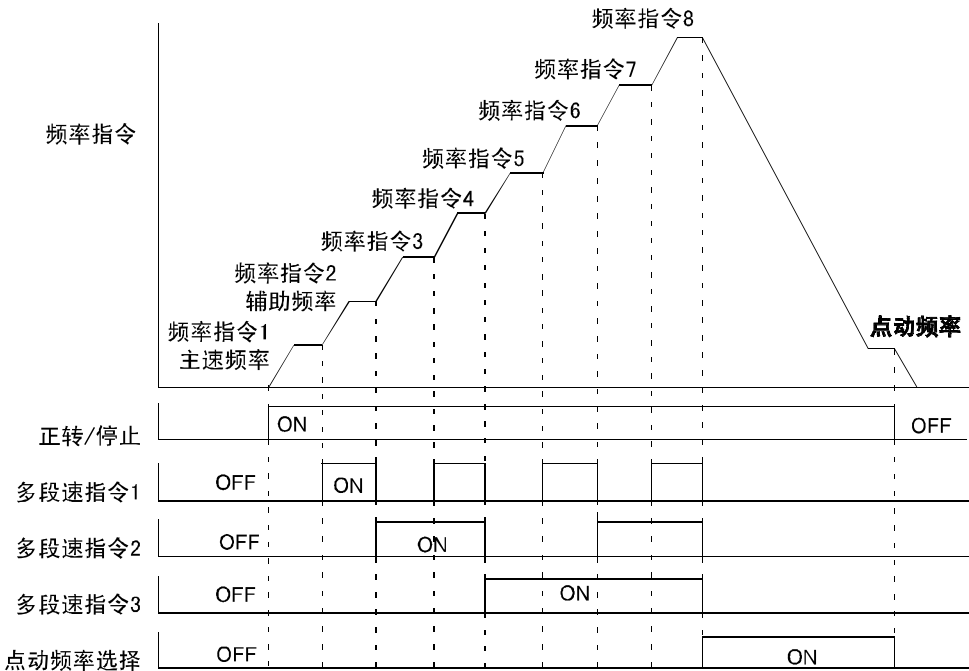 频率指令8
频率指令7
频率指令6
频率指令
频率指令5
频率指令4
频率指令3
频率指令2
辅助频率
频率指令1
主速频率
点动频率
正转/停止
ON
OFF
多段速指令1
OFF
ON
多段速指令2
OFF
ON
多段速指令3
OFF
ON
点动频率选择
OFF
ON